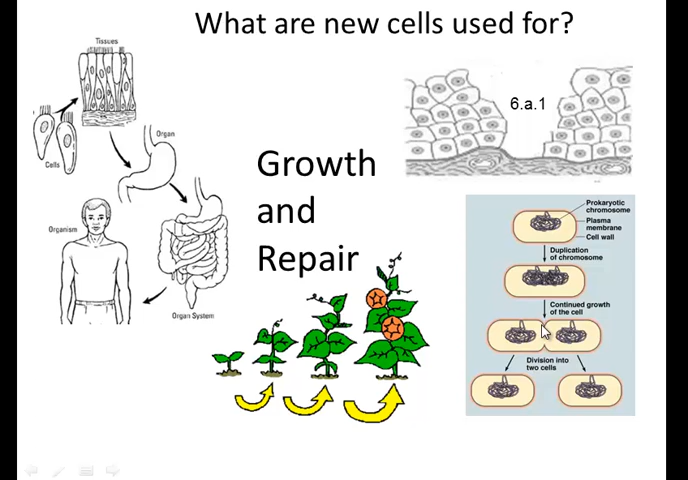 What are new cells used for?
Tissues
Cells
Organ
Organism
Organ System
Growth
and
Repair
6.a.1
Prokaryotic
chromosome
Plasma
membrane
Cell wall
Duplication
of chromosome
Continued growth
of the cell
Division into
two cells